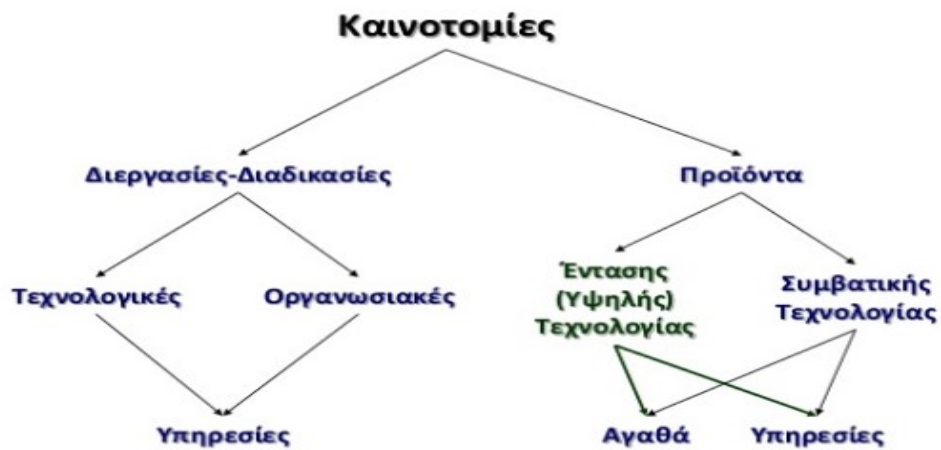 Καινοτομίες
Διεργασίες-Διαδικασίες
Προϊόντα
Τεχνολογικές
Οργανωσιακές
Έντασης
(Υψηλής)
Τεχνολογίας
Συμβατικής
Τεχνολογίας
Υπηρεσίες
Αγαθά
Υπηρεσίες